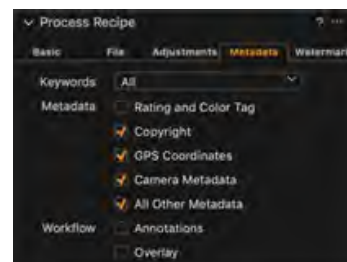 Process Recipe ? ...
Basic File Adjustments Metadata Watermar
Keywords All
Metadata Rating and Color Tag
Copyright
GPS Coordinates
Camera Metadata
All Other Metadata
Workflow Annotations
Overlay